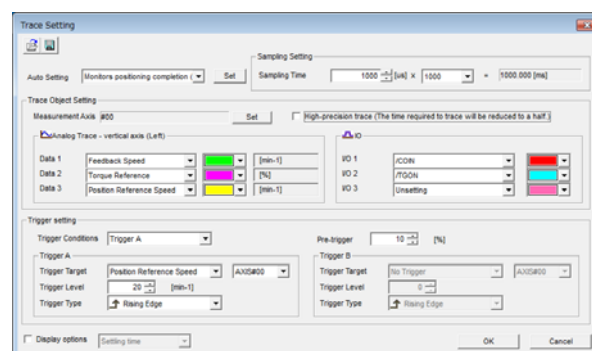 Trace Setting
Sampling Setting
Auto Setting Monitors positioning completion ( Set Sampling Time 1000 [us] X 1000 = 1000.000 [ms]
Trace Object Setting
Measurement Axis #00 Set High-precision trace (The time required to trace will be reduced to a half.)
Analog Trace - vertical axis (Left) I/O
Data 1 Feedback Speed [min-1] I/O 1 /COIN
Data 2 Torque Reference [%] I/O 2 /TGON
Data 3 Position Reference Speed [min-1] I/O 3 Unsetting
Trigger setting
Trigger Conditions Trigger A Pre-trigger 10 [%]
Trigger A Trigger B
Trigger Target Position Reference Speed AXIS#00 Trigger Target No Trigger AXIS#00
Trigger Level 20 [min-1] Trigger Level 0
Trigger Type Rising Edge Trigger Type Rising Edge
Display options Settling time OK Cancel